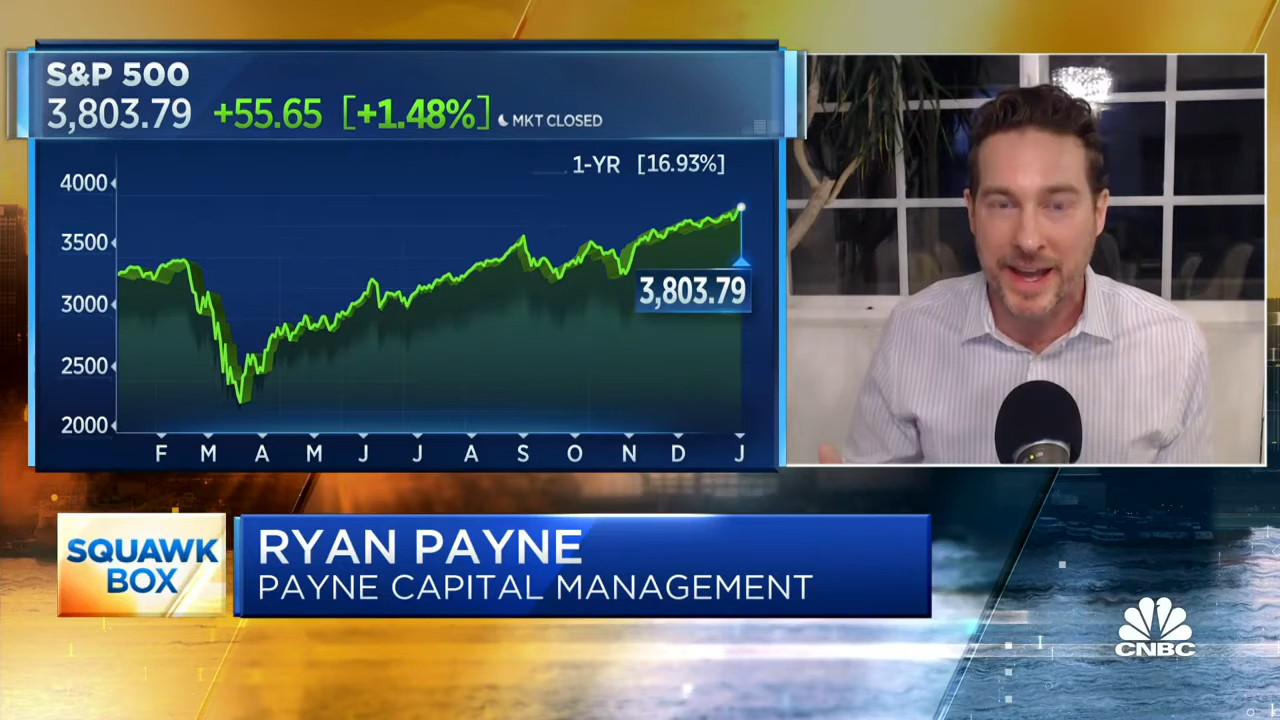 S&P 500
3,803.79 +55.65 [+1.48%] MKT CLOSED
1-YR [16.93%]
4000
3500
3000
2500
2000
3,803.79
F M A M J J A S O N D J
SQUAWK
BOX
RYAN PAYNE
PAYNE CAPITAL MANAGEMENT
CNBC